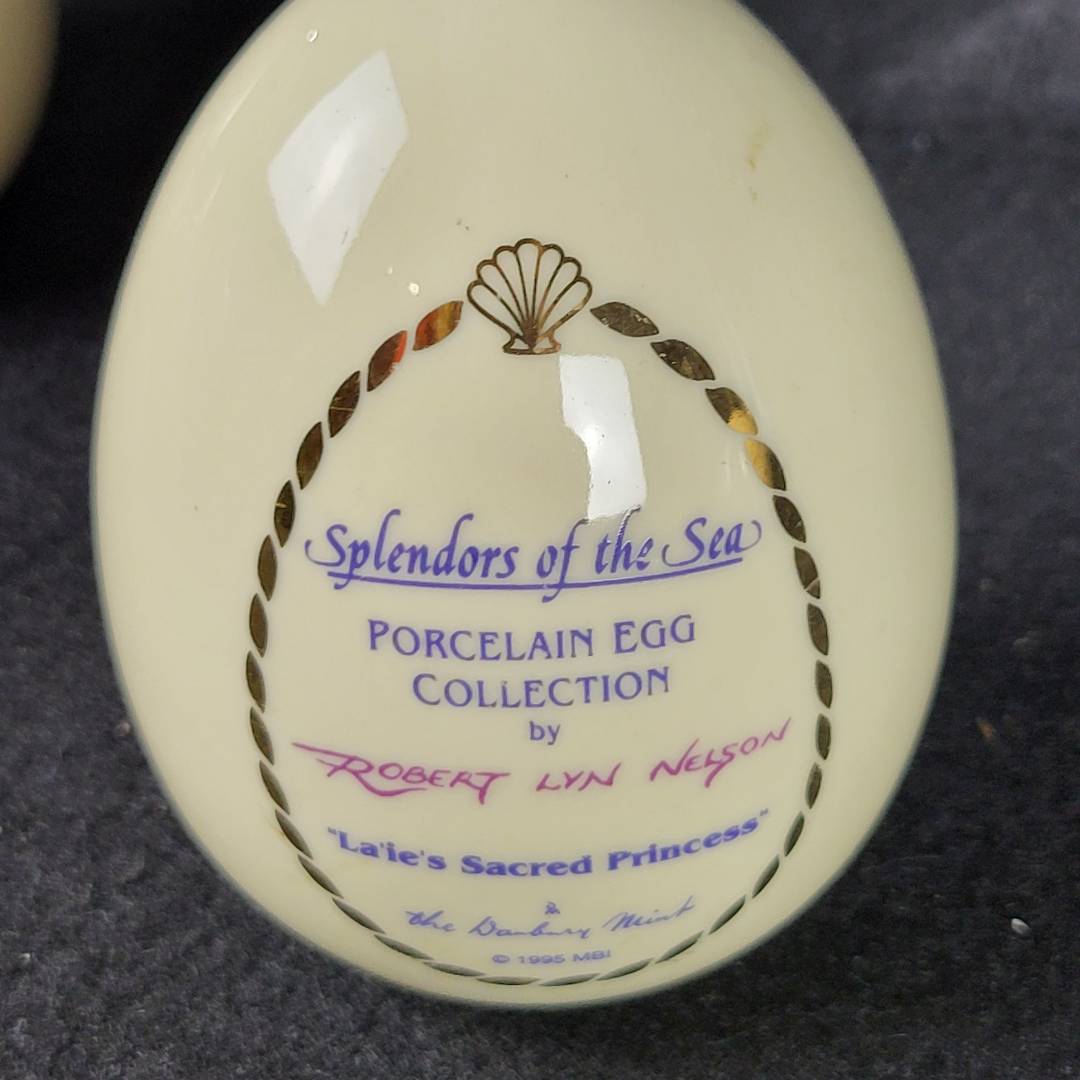 Splendors of the Sea
PORCELAIN EGG
COLLECTION
by
ROBERT LYN NELSON
"La'ie's Sacred Princess"
The Danbury Mint
© 1995 MBI